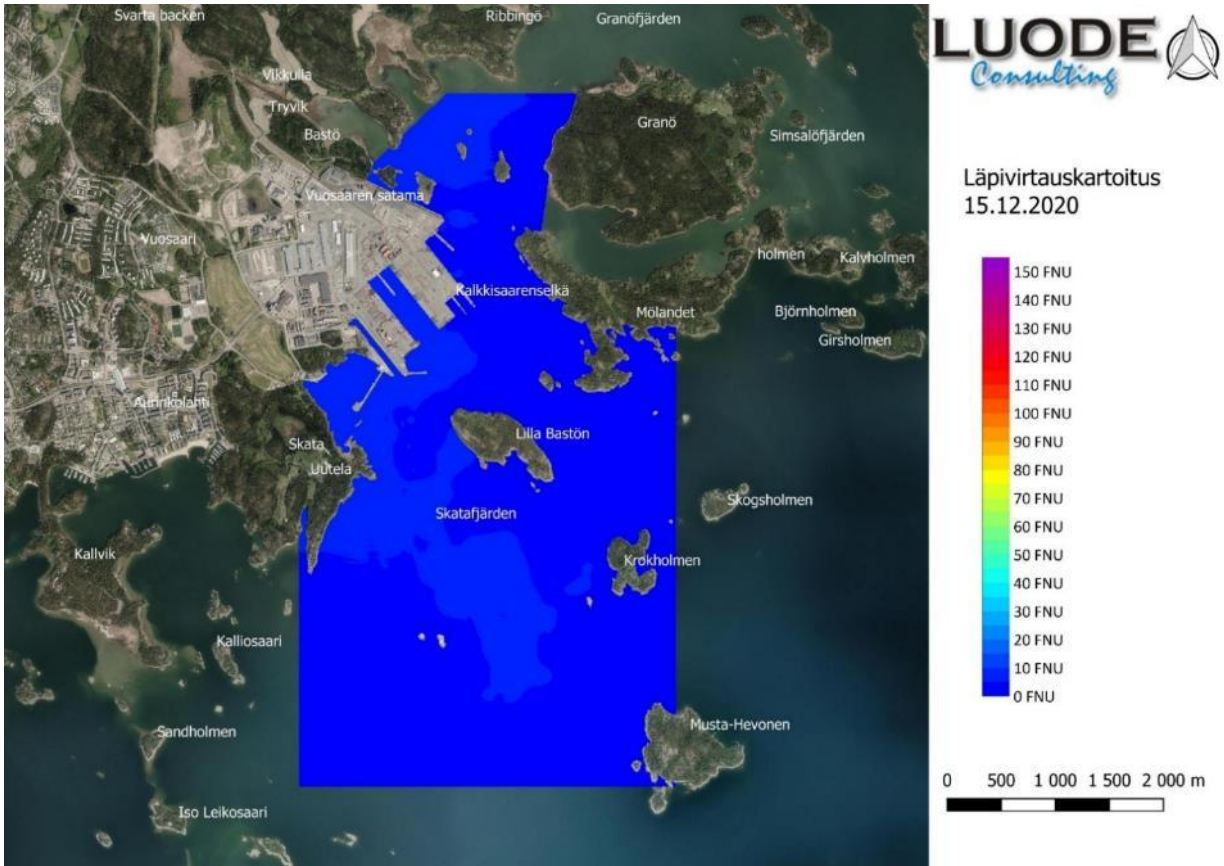 Svarta backen
Ribbingö
Granöfjärden
Vikkulla
Tryvik
Bastö
Granö
Simsalöfjärden
Vuosaaren satama
Vuosaari
holmen
Kalvholmen
Kalkkisaarenselkä
Mölandet
Björnholmen
Girsholmen
Aurinkolahti
Skata
Uutela
Lilla Bastön
Skatafjärden
Skogsholmen
Kallvik
Krokholmen
Kalliosaari
Sandholmen
Musta-Hevonen
Iso Leikosaari
LUODE
Consulting
Läpivirtauskartoitus
15.12.2020
150 FNU
140 FNU
130 FNU
120 FNU
110 FNU
100 FNU
90 FNU
80 FNU
70 FNU
60 FNU
50 FNU
40 FNU
30 FNU
20 FNU
10 FNU
0 FNU
0 500 1 000 1 500 2 000 m